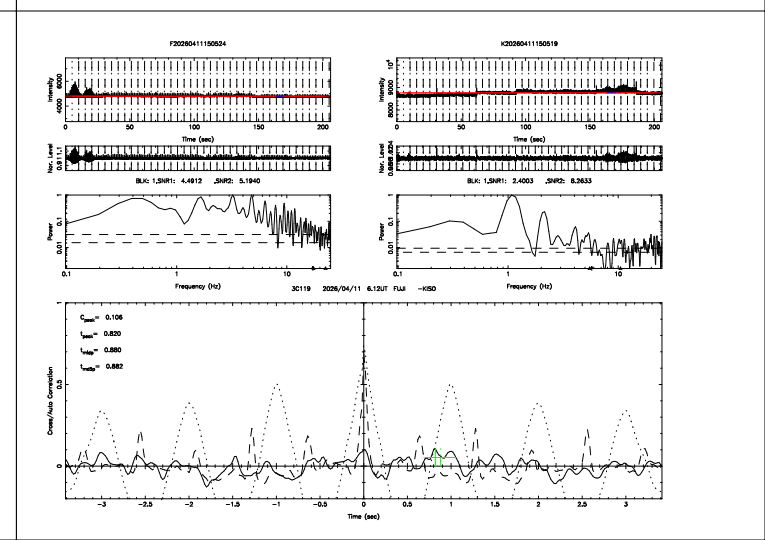 F20260411150524
K20260411150519
Intensity
4000 6000
0 50 100 150 200
Time (sec)
Intensity
8000 9000 10⁴
0 50 100 150 200
Time (sec)
Nor. Level
Nor. Level
BLK: 1,SNR1: 4.4912 ,SNR2: 5.1940
BLK: 1,SNR1: 2.4003 ,SNR2: 8.2633
Power
0.01 0.1 1
0.1 1 10
Frequency (Hz)
Power
0.01 0.1 1
0.1 1 10
Frequency (Hz)
3C119 2026/04/11 6.12UT FUJI -KISO
Cross/Auto Correlation
0 0.5 1
C_peak= 0.106
t_peak= 0.820
t_midp= 0.880
t_mid5p= 0.882
-3 -2.5 -2 -1.5 -1 -0.5 0 0.5 1 1.5 2 2.5 3
Time (sec)